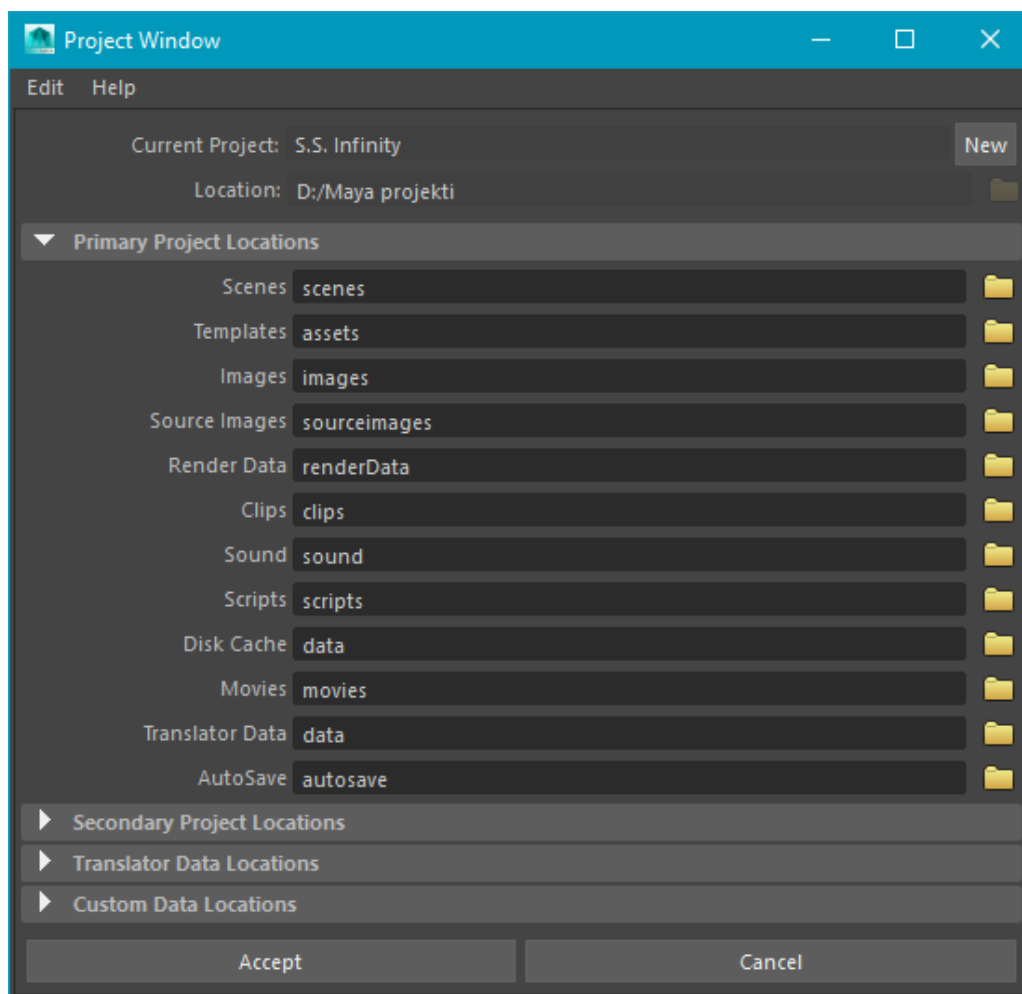 Project Window
Edit Help
Current Project: S.S. Infinity New
Location: D:/Maya projekti
Primary Project Locations
Scenes scenes
Templates assets
Images images
Source Images sourceimages
Render Data renderData
Clips clips
Sound sound
Scripts scripts
Disk Cache data
Movies movies
Translator Data data
AutoSave autosave
Secondary Project Locations
Translator Data Locations
Custom Data Locations
Accept Cancel